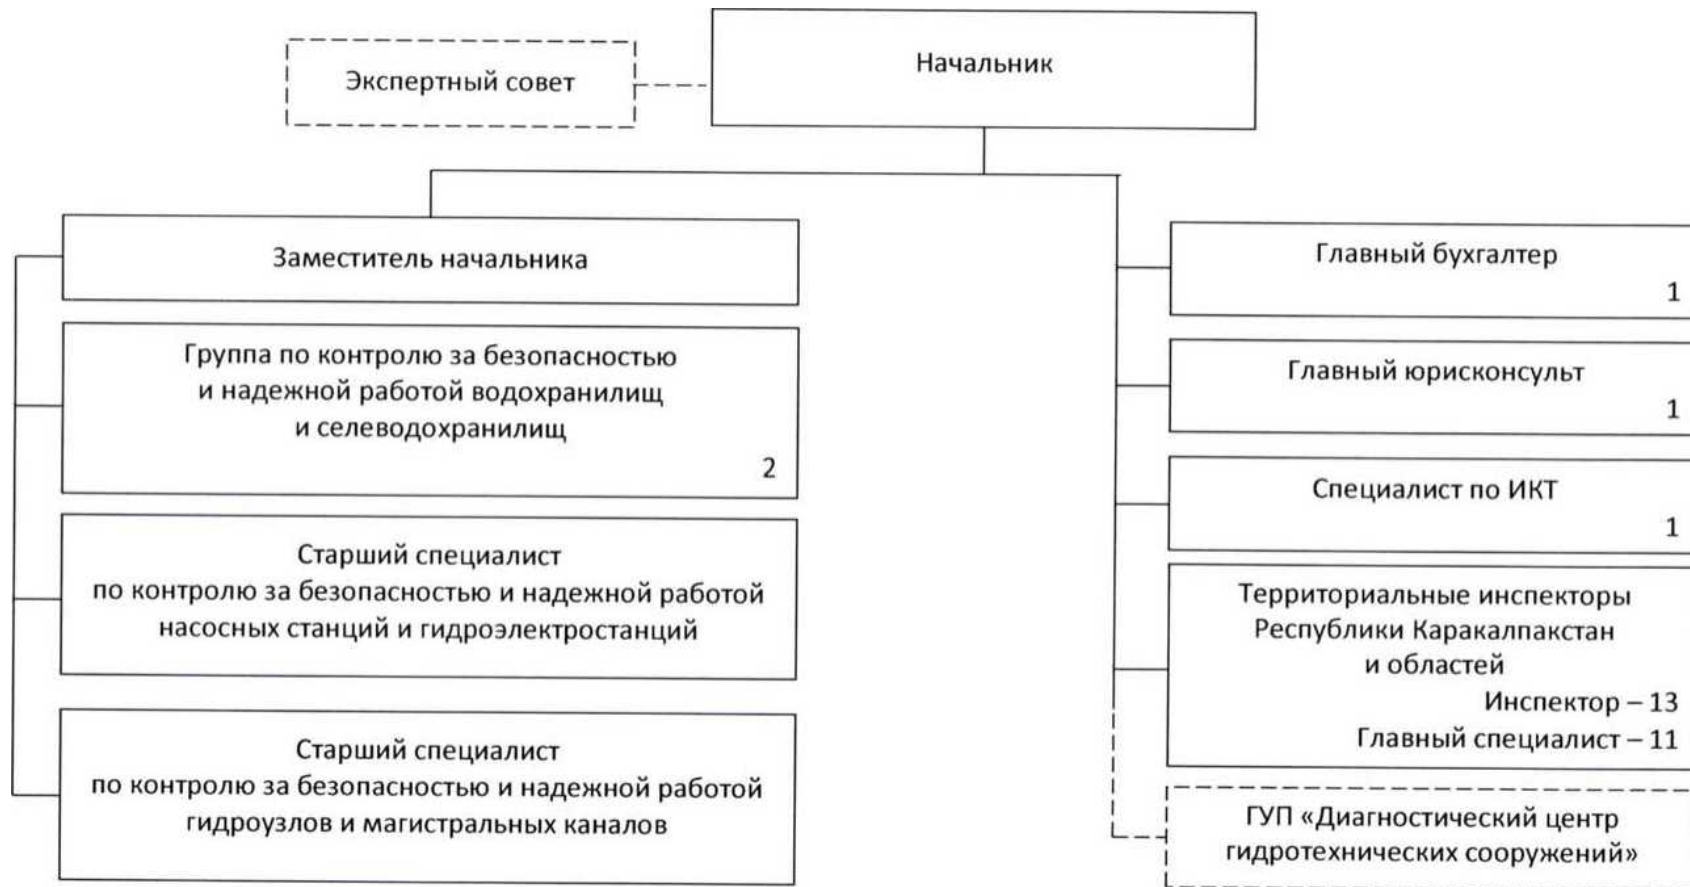 Экспертный совет
Начальник
Заместитель начальника
Группа по контролю за безопасностью
и надежной работой водохранилищ
и селеводохранилищ
2
Старший специалист
по контролю за безопасностью и надежной работой
насосных станций и гидроэлектростанций
Старший специалист
по контролю за безопасностью и надежной работой
гидроузлов и магистральных каналов
Главный бухгалтер
1
Главный юрисконсульт
1
Специалист по ИКТ
1
Территориальные инспекторы
Республики Каракалпакстан
и областей
Инспектор – 13
Главный специалист – 11
ГУП «Диагностический центр
гидротехнических сооружений»